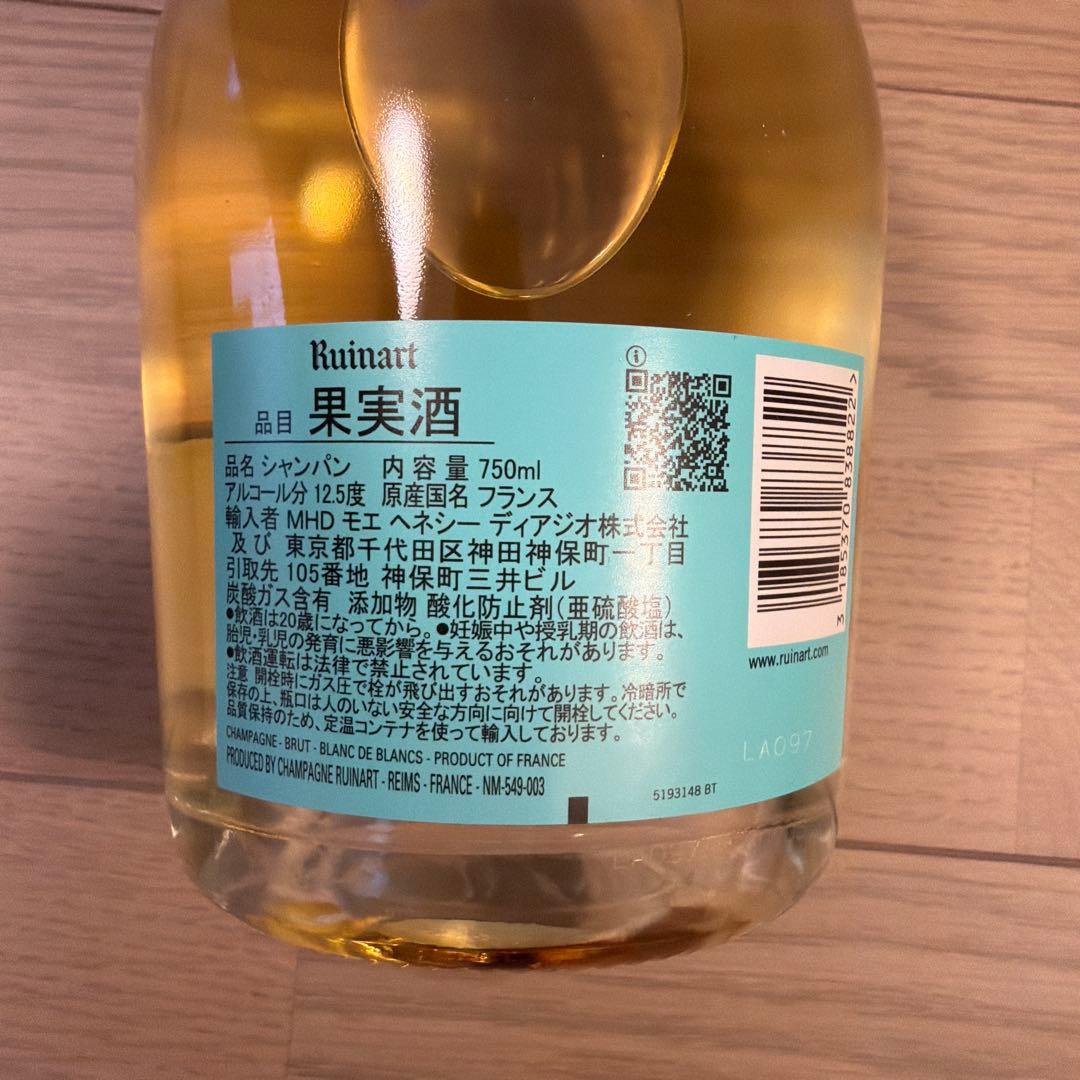 Ruinart
品目 果実酒
品名 シャンパン 内容量 750ml
アルコール分 12.5度 原産国名 フランス
輸入者 MHD モエ ヘネシー ディアジオ株式会社
及び 東京都千代田区神田神保町一丁目
引取先 105番地 神保町三井ビル
炭酸ガス含有 添加物 酸化防止剤(亜硫酸塩)
●飲酒は20歳になってから。●妊娠中や授乳期の飲酒は、
胎児・乳児の発育に悪影響を与えるおそれがあります。
●飲酒運転は法律で禁止されています。
注意 開栓時にガス圧で栓が飛び出すおそれがあります。冷暗所で
保存の上、瓶口は人のいない安全な方向に向けて開栓してください。
品質保持のため、定温コンテナを使って輸入しております。
CHAMPAGNE - BRUT - BLANC DE BLANCS - PRODUCT OF FRANCE
PRODUCED BY CHAMPAGNE RUINART - REIMS - FRANCE - NM-549-003
i
3 185370 838822 >
www.ruinart.com
LA097
5193148 BT